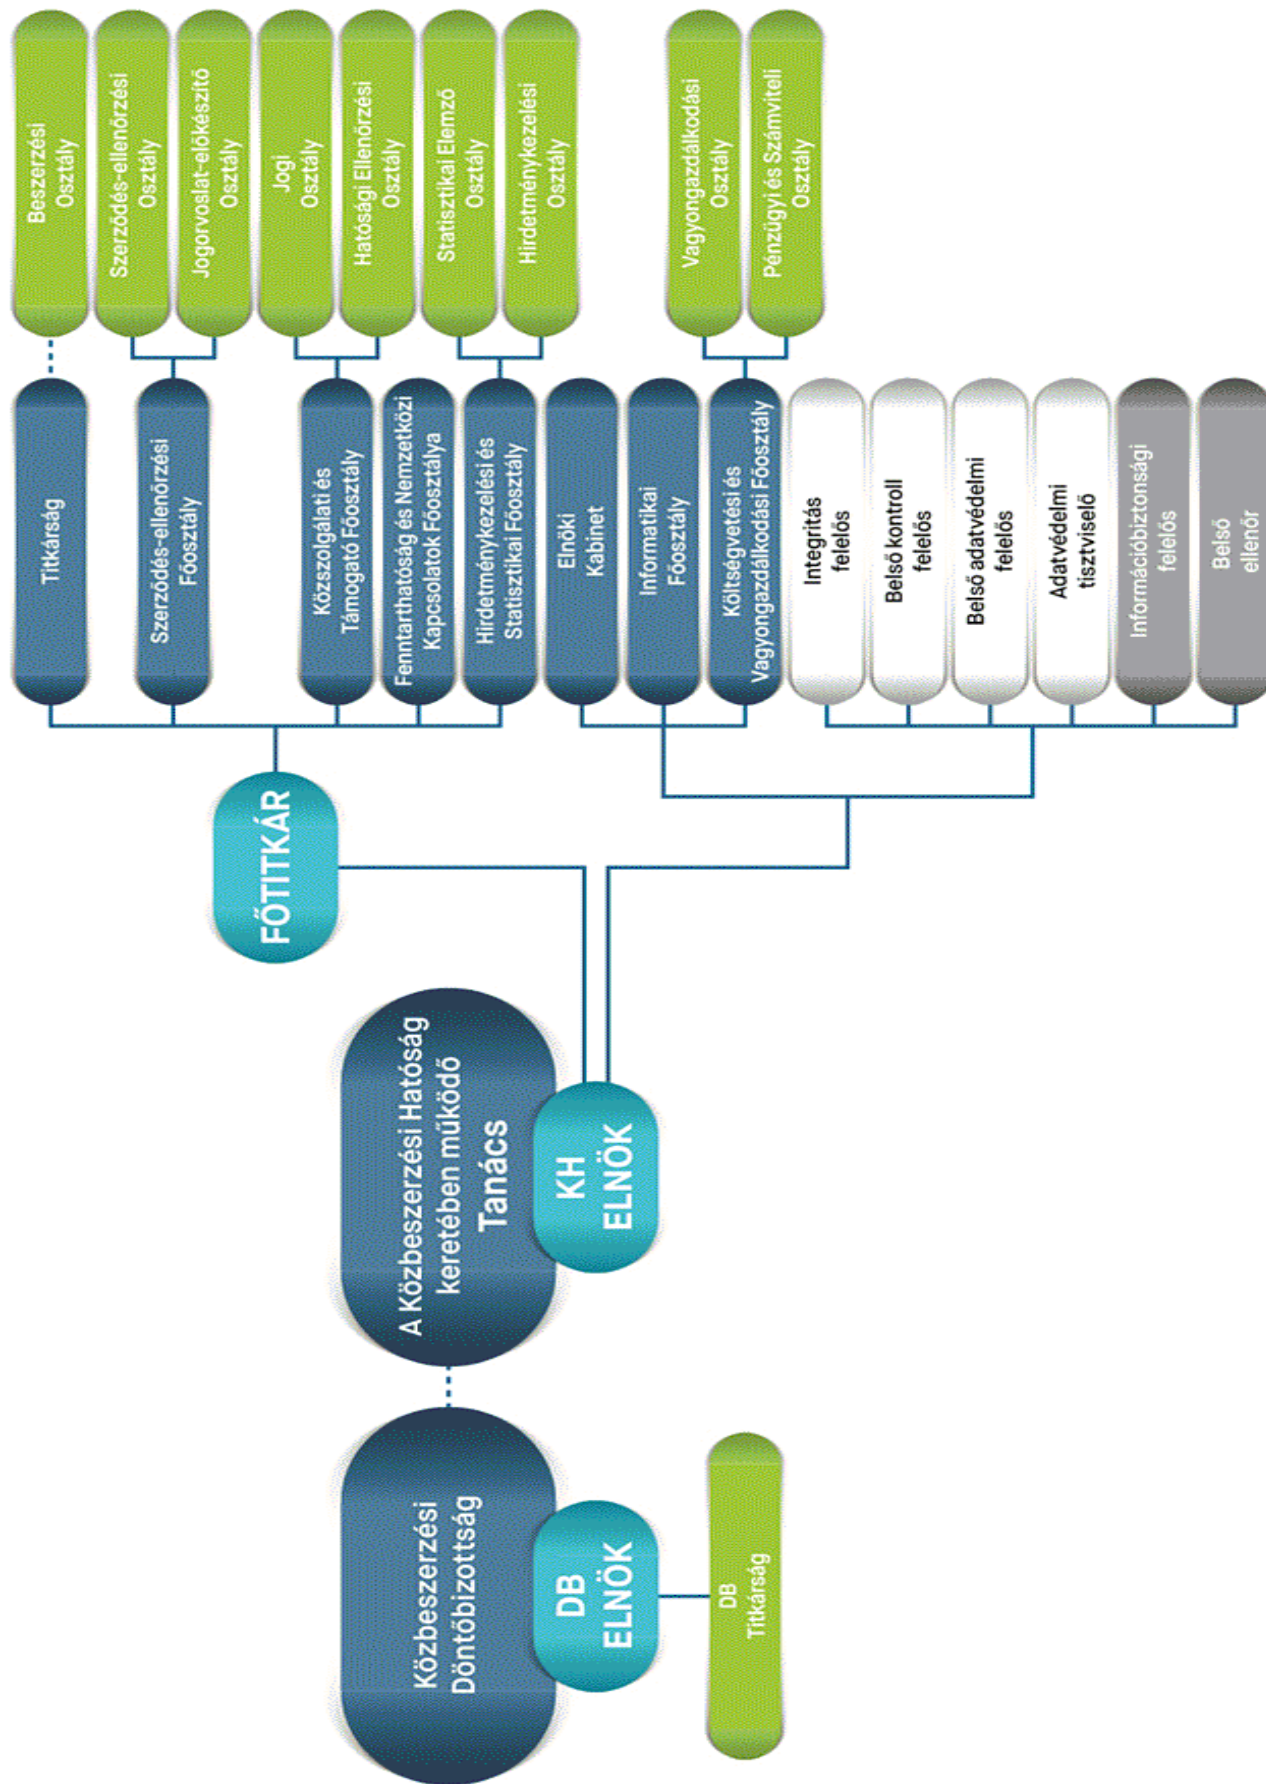 Közbeszerzési
Döntőbizottság
DB
ELNÖK
DB
Titkárság
A Közbeszerzési Hatóság
keretében működő
Tanács
KH
ELNÖK
FŐTITKÁR
Titkárság
Szerződés-ellenőrzési
Főosztály
Közszolgálati és
Támogató Főosztály
Fenntarthatóság és Nemzetközi
Kapcsolatok Főosztálya
Hirdetménykezelési és
Statisztikai Főosztály
Elnöki
Kabinet
Informatikai
Főosztály
Költségvetési és
Vagyongazdálkodási Főosztály
Integritás
felelős
Belső kontroll
felelős
Belső adatvédelmi
felelős
Adatvédelmi
tisztviselő
Információbiztonsági
felelős
Belső
ellenőr
Beszerzési
Osztály
Szerződés-ellenőrzési
Osztály
Jogorvoslat-előkészítő
Osztály
Jogi
Osztály
Hatósági Ellenőrzési
Osztály
Statisztikai Elemző
Osztály
Hirdetménykezelési
Osztály
Vagyongazdálkodási
Osztály
Pénzügyi és Számviteli
Osztály